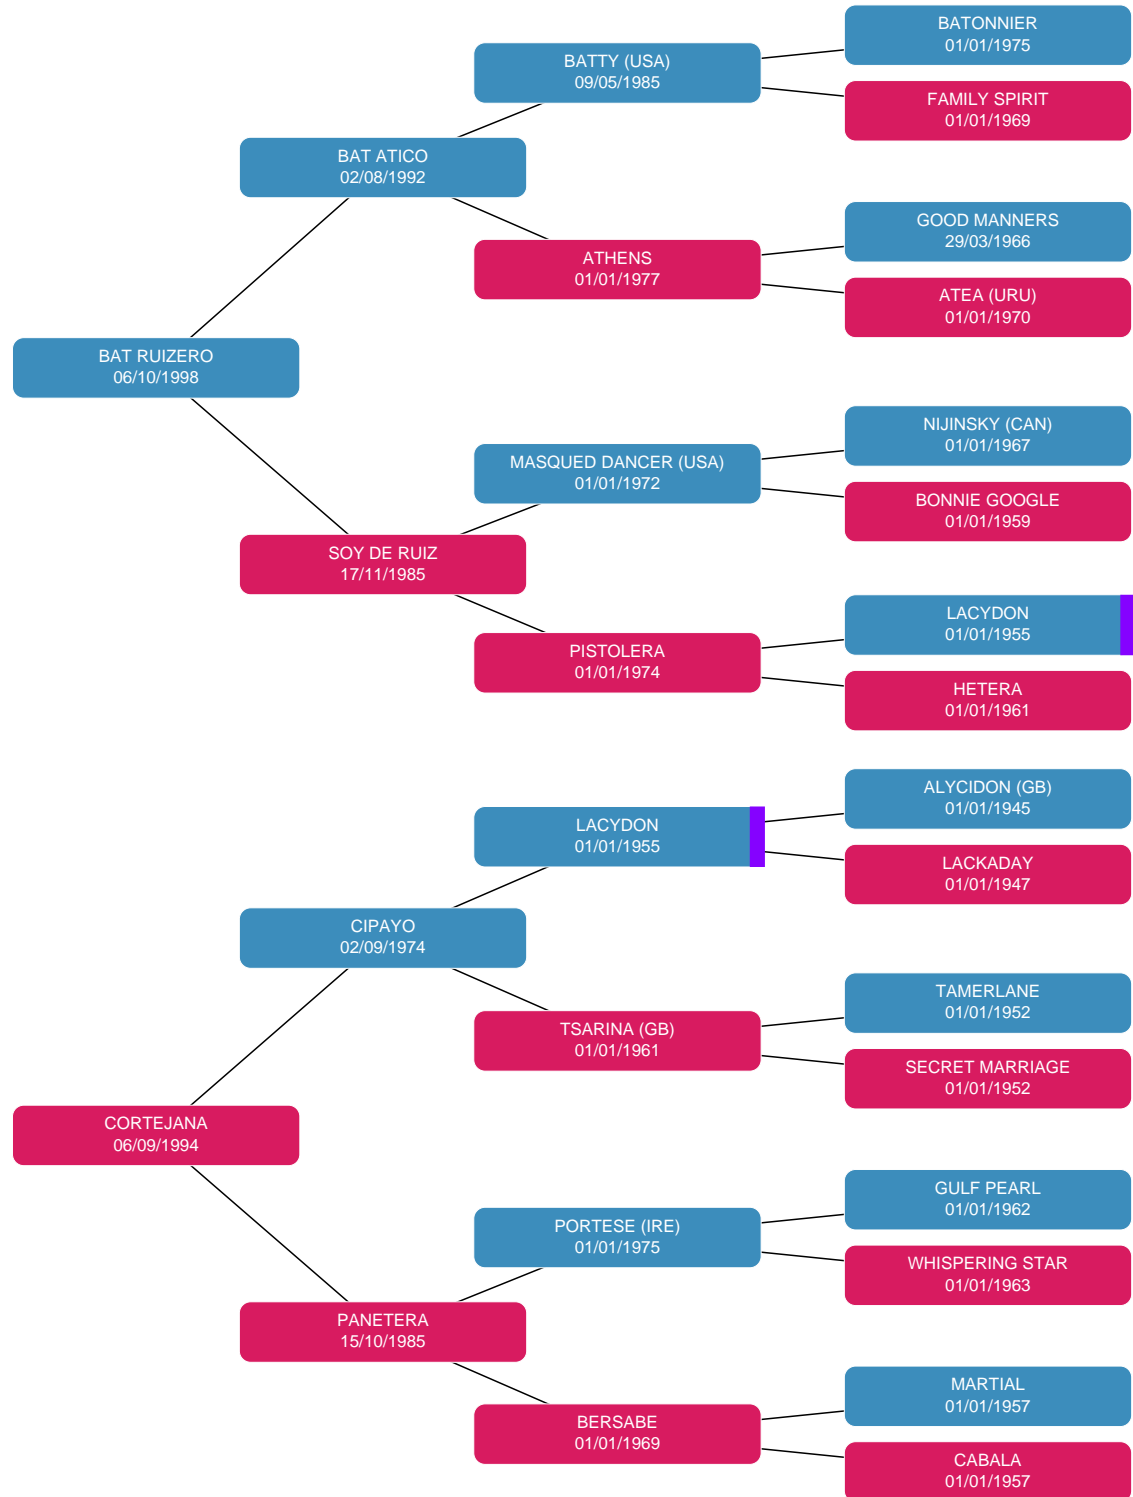 BATONNIER
01/01/1975
BATTY (USA)
09/05/1985
FAMILY SPIRIT
01/01/1969
BAT ATICO
02/08/1992
GOOD MANNERS
29/03/1966
ATHENS
01/01/1977
ATEA (URU)
01/01/1970
BAT RUIZERO
06/10/1998
NIJINSKY (CAN)
01/01/1967
MASQUED DANCER (USA)
01/01/1972
BONNIE GOOGLE
01/01/1959
SOY DE RUIZ
17/11/1985
LACYDON
01/01/1955
PISTOLERA
01/01/1974
HETERA
01/01/1961
ALYCIDON (GB)
01/01/1945
LACYDON
01/01/1955
LACKADAY
01/01/1947
CIPAYO
02/09/1974
TAMERLANE
01/01/1952
TSARINA (GB)
01/01/1961
SECRET MARRIAGE
01/01/1952
CORTEJANA
06/09/1994
GULF PEARL
01/01/1962
PORTESE (IRE)
01/01/1975
WHISPERING STAR
01/01/1963
PANETERA
15/10/1985
MARTIAL
01/01/1957
BERSABE
01/01/1969
CABALA
01/01/1957